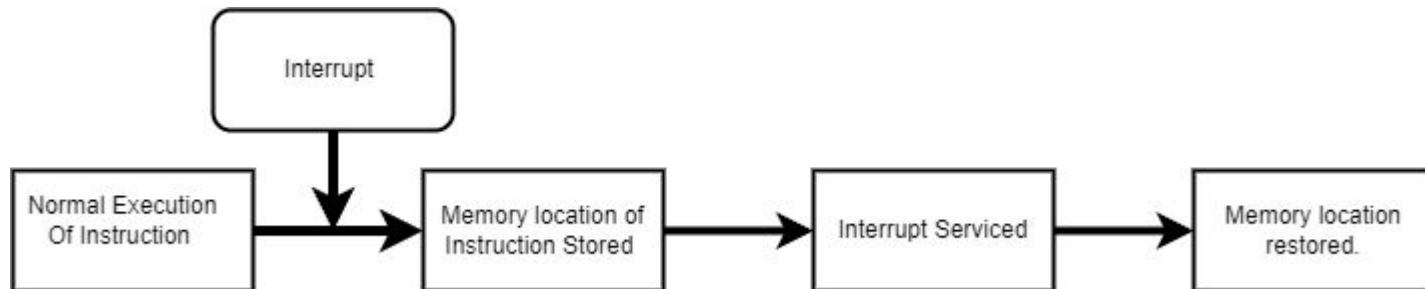 Interrupt
Normal Execution
Of Instruction
Memory location of
Instruction Stored
Interrupt Serviced
Memory location
restored.